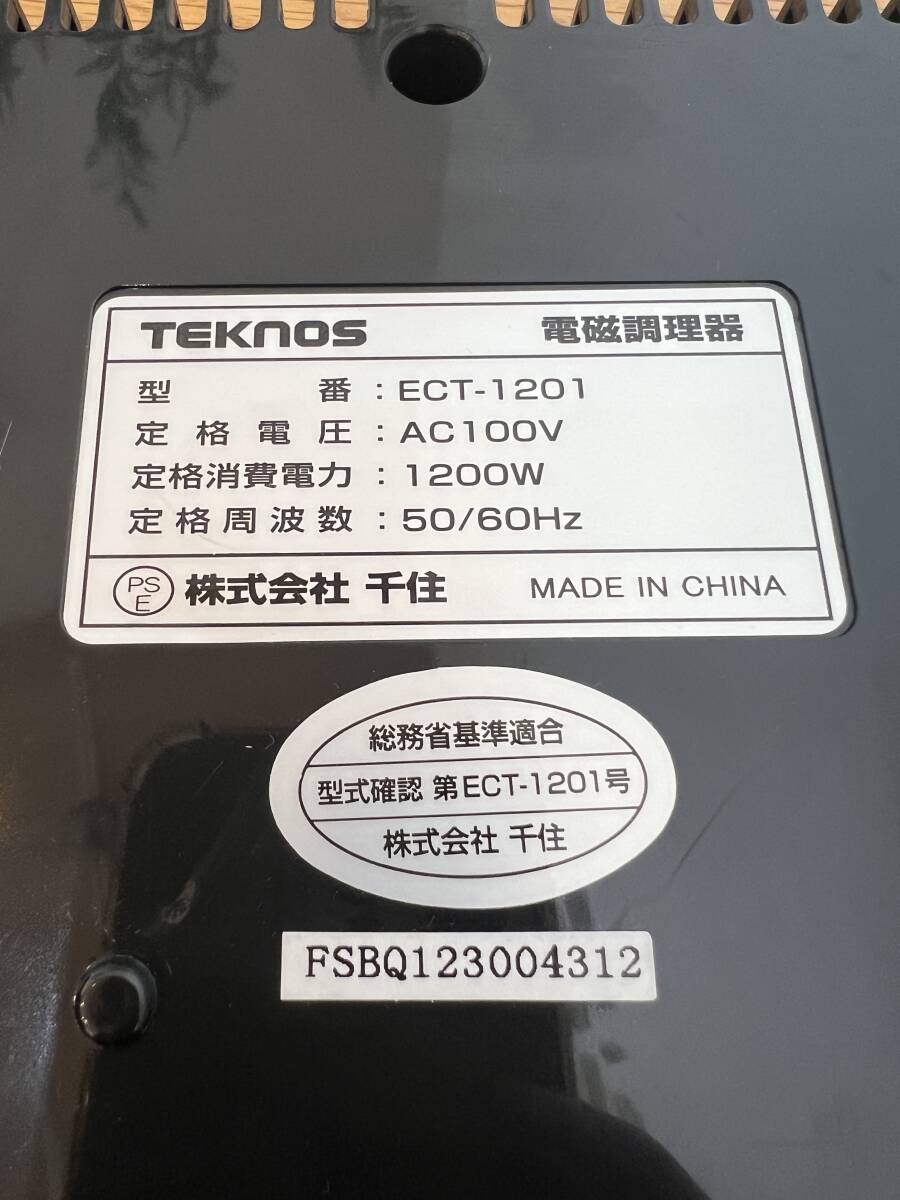 TEKNOS 電磁調理器
型番:ECT-1201
定格電圧:AC100V
定格消費電力:1200W
定格周波数:50/60Hz
PSE 株式会社 千住 MADE IN CHINA
総務省基準適合
型式確認 第ECT-1201号
株式会社 千住
FSBQ123004312